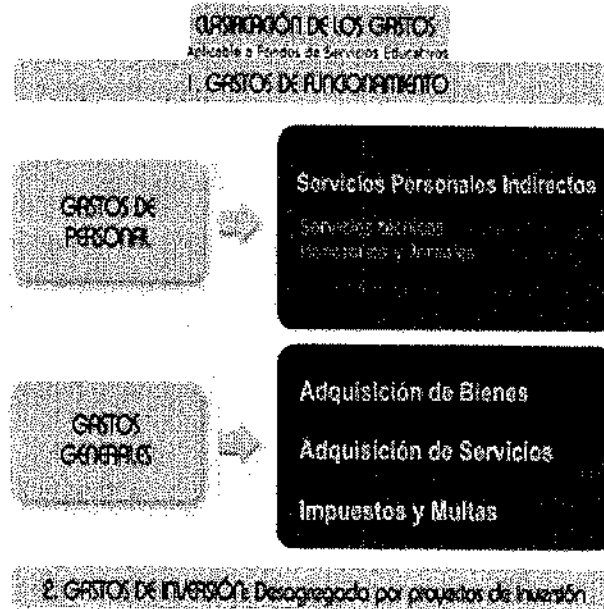 CLASIFICACIÓN DE LOS GASTOS
Aplicable a Fondos de Servicios Educativos
1. GASTOS DE FUNCIONAMIENTO
GASTOS DE
PERSONAL
Servicios Personales Indirectos
Servicios técnicos
Honorarios y Jornales
GASTOS
GENERALES
Adquisición de Bienes
Adquisición de Servicios
Impuestos y Multas
2. GASTOS DE INVERSIÓN: Desagregado por proyectos de inversión